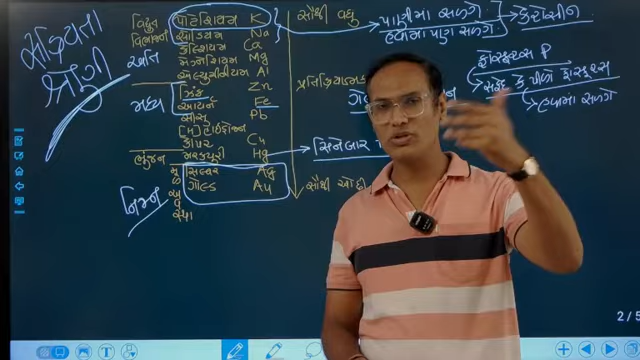 સક્રિયતા
શ્રેણી
વિદ્યુત
વિભાજન
અતિ
મધ્ય
ભુંજન
નિમ્ન
પોટેશિયમ K
સોડિયમ Na
કેલ્શિયમ Ca
મેગ્નેશિયમ Mg
એલ્યુમીનીયમ Al
ઝિંક Zn
આયર્ન Fe
સીસુ Pb
[H] હાઈડ્રોજન
કોપર Cu
મરક્યુરી Hg
સિલ્વર Ag
ગોલ્ડ Au
સૌથી વધુ
પાણીમાં સળગે
હવામાં પણ સળગે
કેરોસીન
સિનેબાર
સૌથી ઓછી
ફોસ્ફરસ P
સફેદ કે પીળો ફોસ્ફરસ
હવામાં સળગે
2/5